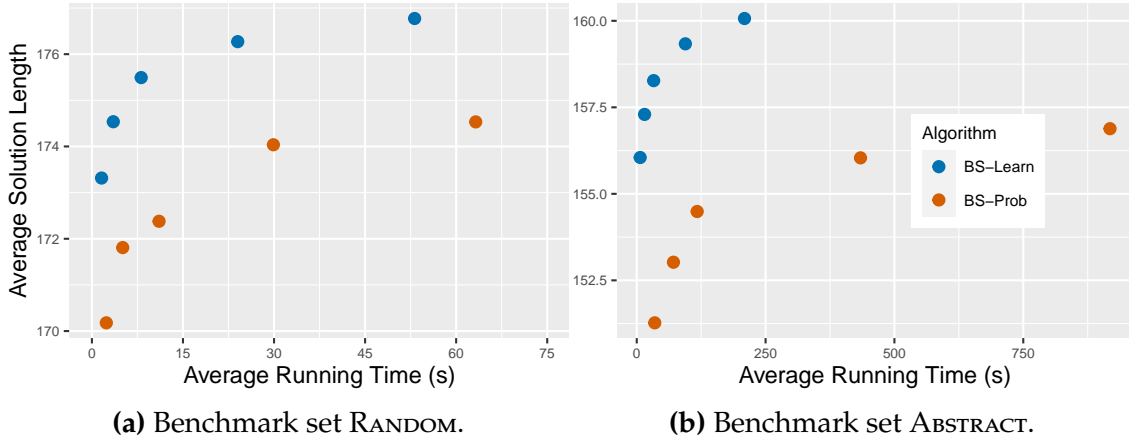 Average Solution Length
176
174
172
170
0 15 30 45 60 75
Average Running Time (s)
(a) Benchmark set RANDOM.
160.0
157.5
155.0
152.5
0 250 500 750
Average Running Time (s)
Algorithm
BS−Learn
BS−Prob
(b) Benchmark set ABSTRACT.